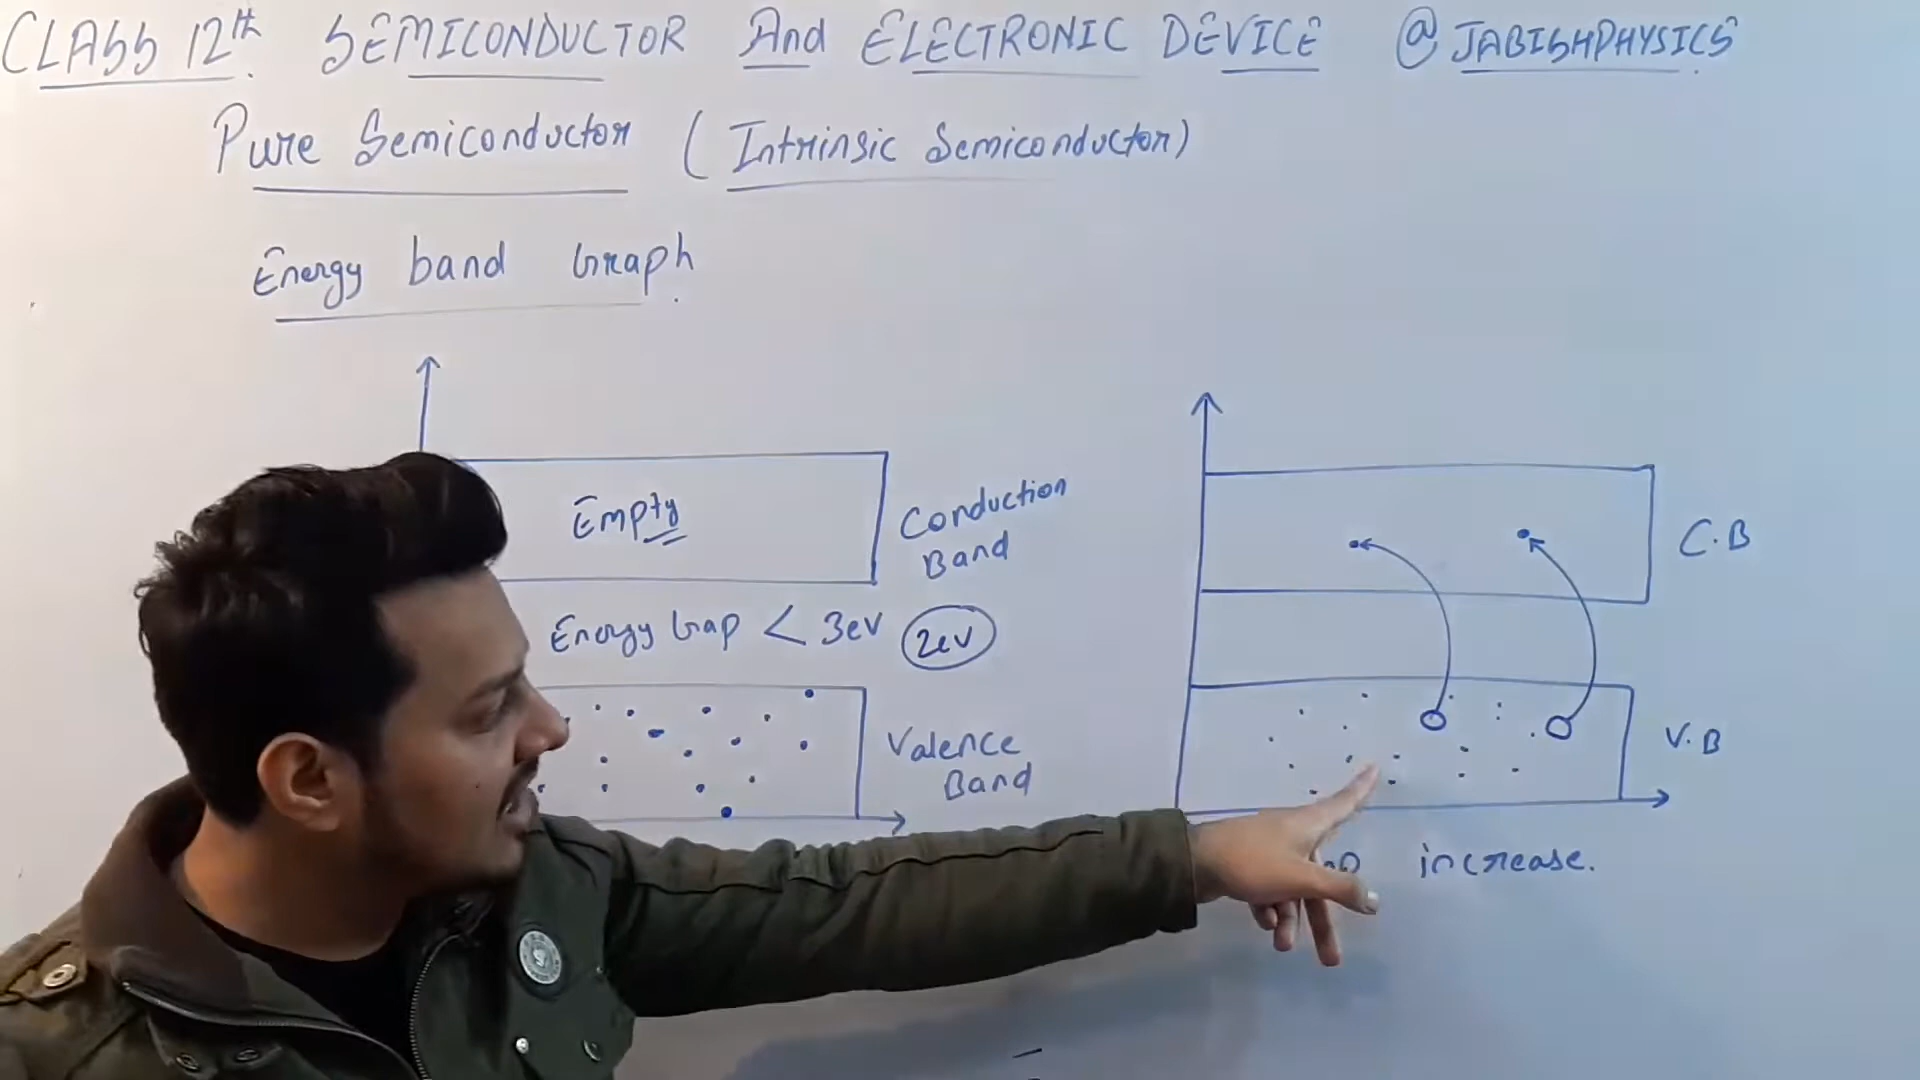 CLASS 12th SEMICONDUCTOR And ELECTRONIC DEVICE @JABISHPHYSICS
Pure Semiconductor (Intrinsic Semiconductor)
Energy band Graph
Empty
Conduction
Band
Energy Gap < 3ev 2ev
Valence
Band
C.B
V.B
increase.